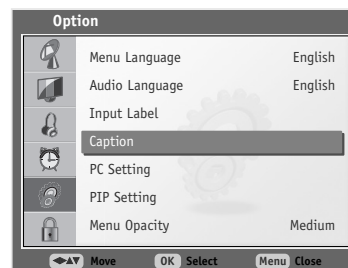 Option
Menu Language English
Audio Language English
Input Label
Caption
PC Setting
PIP Setting
Menu Opacity Medium
Move OK Select Menu Close